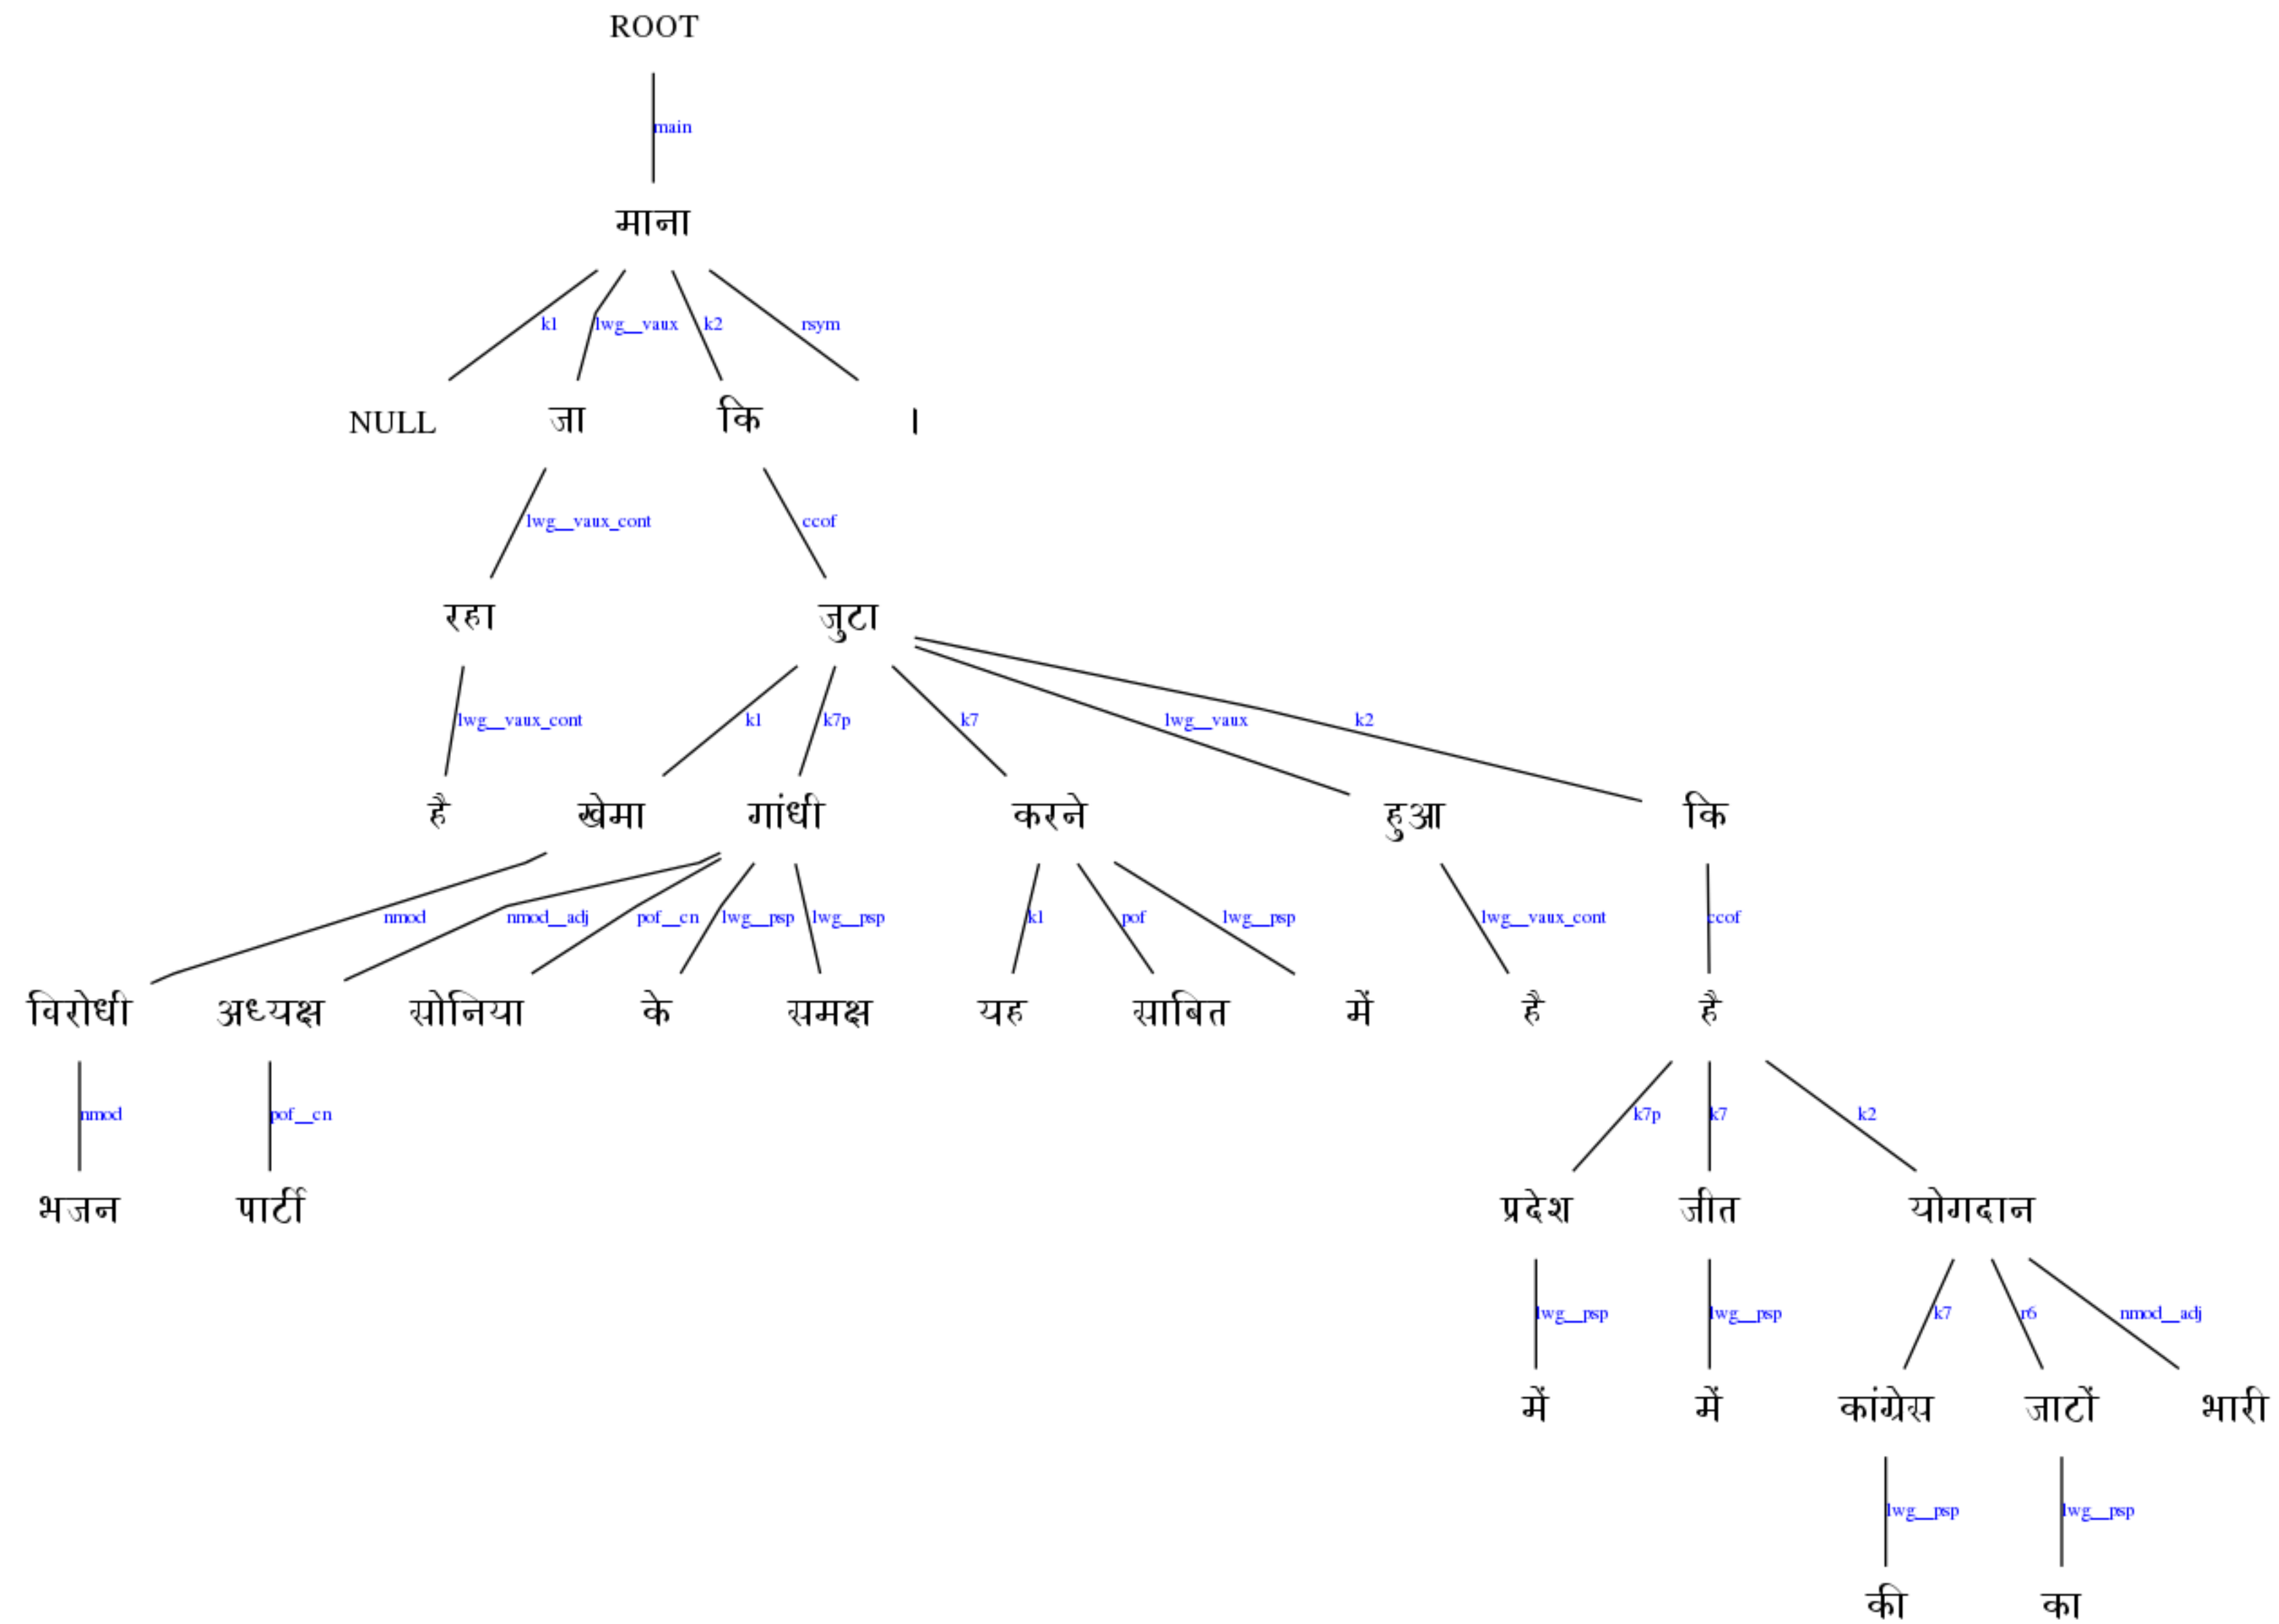 ROOT
main
माना
k1 lwg__vaux k2 rsym
NULL जा कि ।
lwg__vaux_cont ccof
रहा जुटा
lwg__vaux_cont k1 k7p k7 lwg__vaux k2
है खेमा गांधी करने हुआ कि
nmod nmod__adj pof__cn lwg__psp lwg__psp k1 pof lwg__psp lwg__vaux_cont ccof
विरोधी अध्यक्ष सोनिया के समक्ष यह साबित में है है
nmod pof__cn k7p k7 k2
भजन पार्टी प्रदेश जीत योगदान
lwg__psp lwg__psp k7 r6 nmod__adj
में में कांग्रेस जाटों भारी
lwg__psp lwg__psp
की का